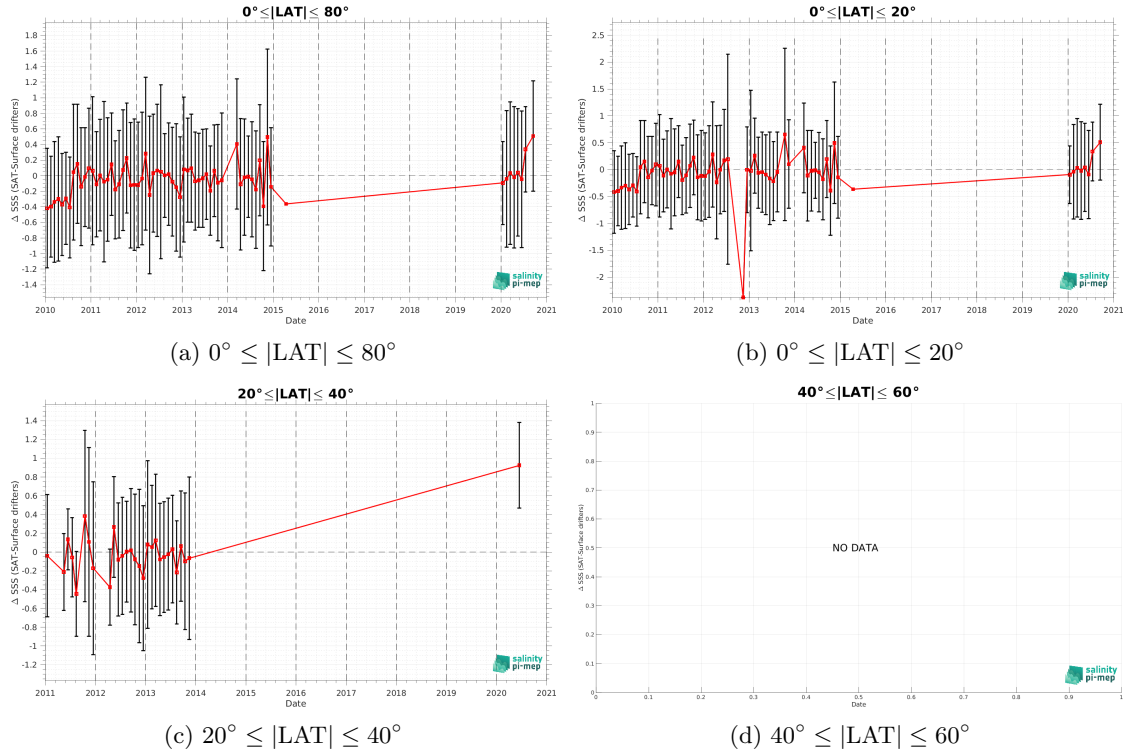 0°≤|LAT|≤ 80°
Δ SSS (SAT-Surface drifters)
1.8
1.6
1.4
1.2
1
0.8
0.6
0.4
0.2
0
-0.2
-0.4
-0.6
-0.8
-1
-1.2
-1.4
2010 2011 2012 2013 2014 2015 2016 2017 2018 2019 2020 2021
Date
salinity
pi-mep
(a) 0° ≤ |LAT| ≤ 80°
0°≤|LAT|≤ 20°
Δ SSS (SAT-Surface drifters)
2.5
2
1.5
1
0.5
0
-0.5
-1
-1.5
-2
2010 2011 2012 2013 2014 2015 2016 2017 2018 2019 2020 2021
Date
salinity
pi-mep
(b) 0° ≤ |LAT| ≤ 20°
20°≤|LAT|≤ 40°
Δ SSS (SAT-Surface drifters)
1.4
1.2
1
0.8
0.6
0.4
0.2
0
-0.2
-0.4
-0.6
-0.8
-1
-1.2
2011 2012 2013 2014 2015 2016 2017 2018 2019 2020 2021
Date
salinity
pi-mep
(c) 20° ≤ |LAT| ≤ 40°
40°≤|LAT|≤ 60°
Δ SSS (SAT-Surface drifters)
1
0.9
0.8
0.7
0.6
0.5
0.4
0.3
0.2
0.1
0
NO DATA
0 0.1 0.2 0.3 0.4 0.5 0.6 0.7 0.8 0.9 1
Date
salinity
pi-mep
(d) 40° ≤ |LAT| ≤ 60°